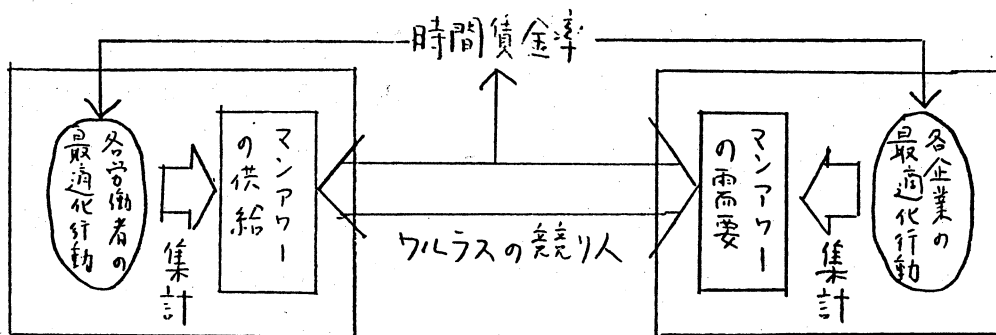 時間賃金率
各労働者の
最適化行動
集計
マンアワー
の供給
ワルラスの競り人
マンアワー
の需要
集計
各企業の
最適化行動